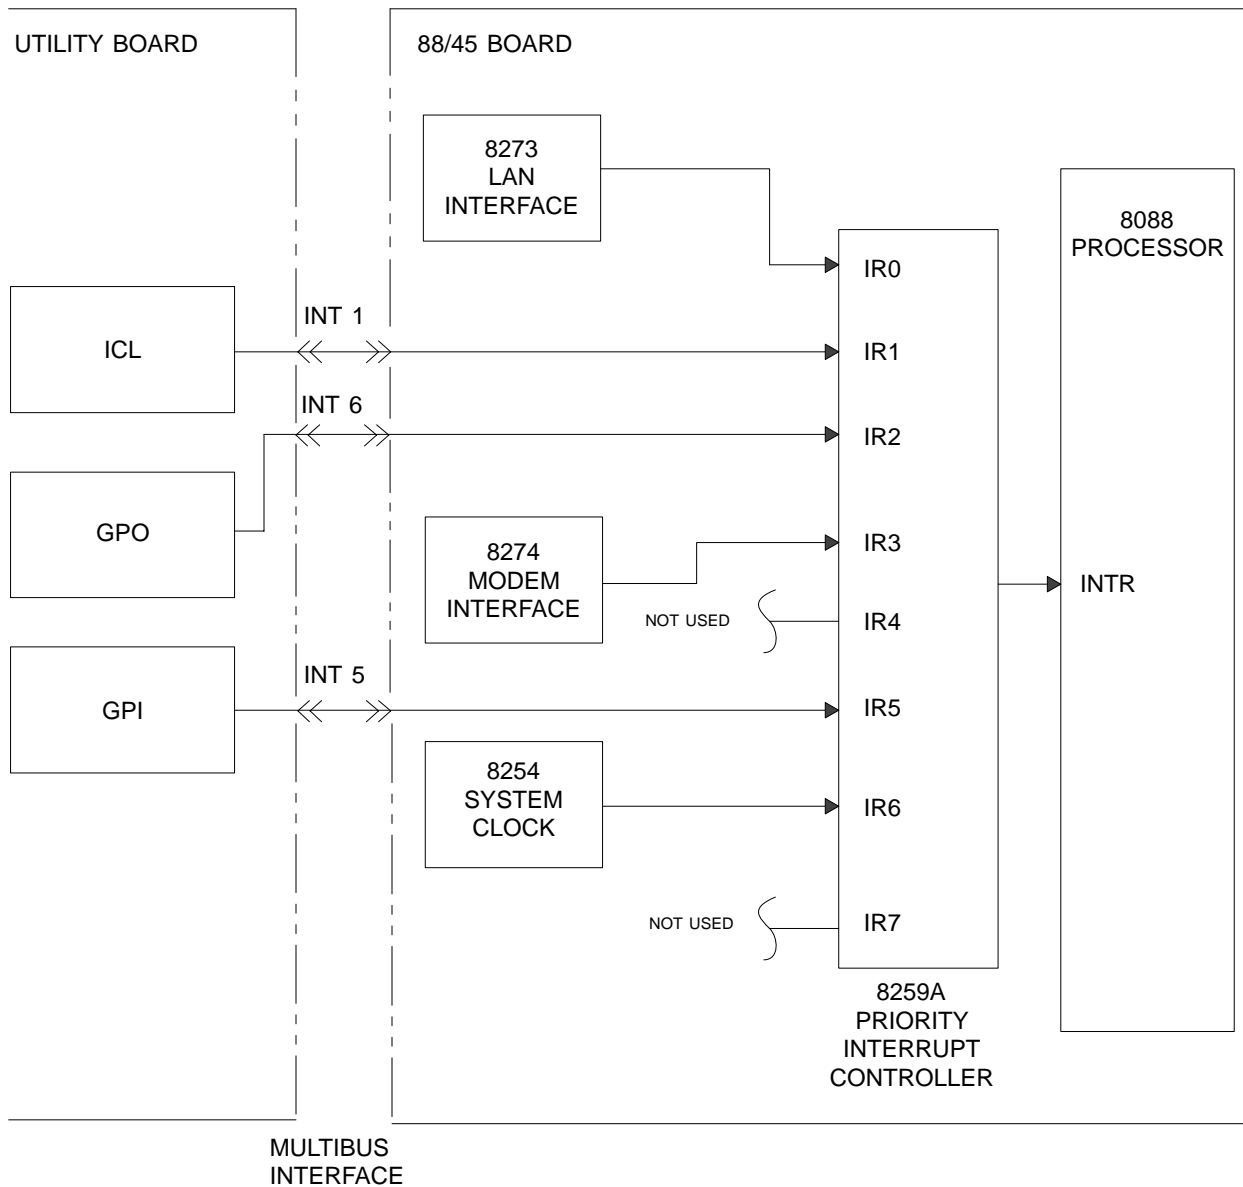 UTILITY BOARD
88/45 BOARD
8273
LAN
INTERFACE
8088
PROCESSOR
IR0
INT 1
ICL
IR1
INT 6
IR2
GPO
8274
MODEM
INTERFACE
IR3
INTR
NOT USED
IR4
INT 5
GPI
IR5
8254
SYSTEM
CLOCK
IR6
NOT USED
IR7
8259A
PRIORITY
INTERRUPT
CONTROLLER
MULTIBUS
INTERFACE